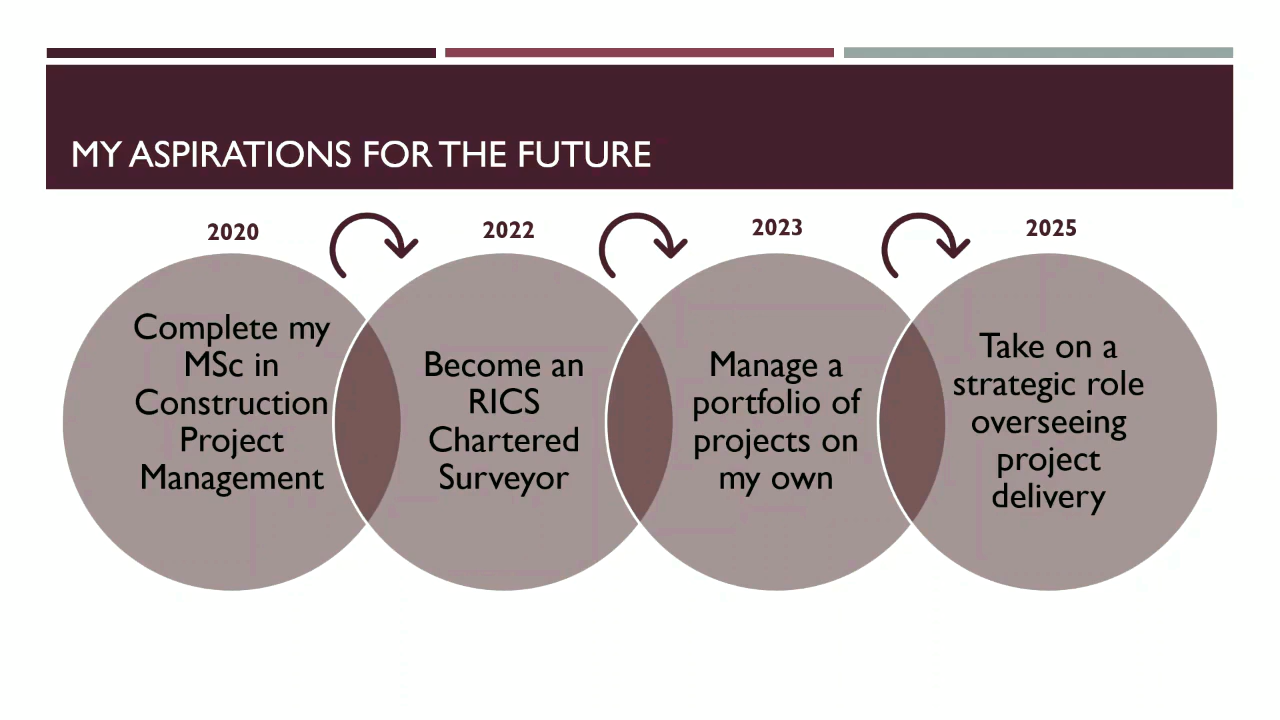 MY ASPIRATIONS FOR THE FUTURE
2020
Complete my
MSc in
Construction
Project
Management
2022
Become an
RICS
Chartered
Surveyor
2023
Manage a
portfolio of
projects on
my own
2025
Take on a
strategic role
overseeing
project
delivery